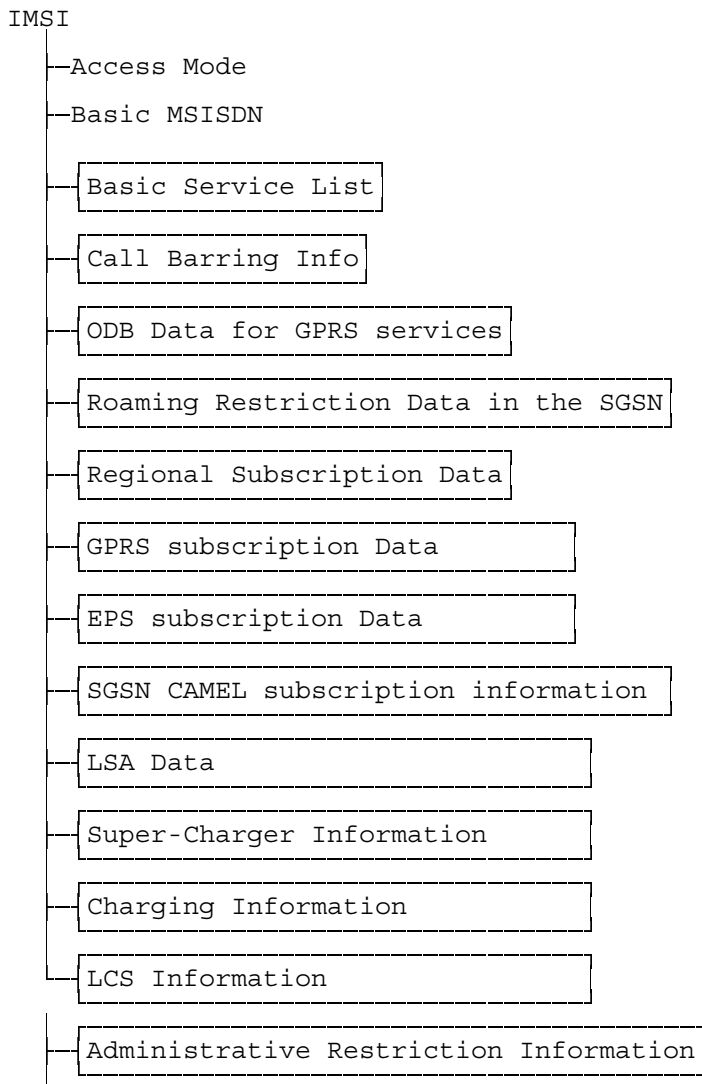 IMSI
Access Mode
Basic MSISDN
Basic Service List
Call Barring Info
ODB Data for GPRS services
Roaming Restriction Data in the SGSN
Regional Subscription Data
GPRS subscription Data
EPS subscription Data
SGSN CAMEL subscription information
LSA Data
Super-Charger Information
Charging Information
LCS Information
Administrative Restriction Information